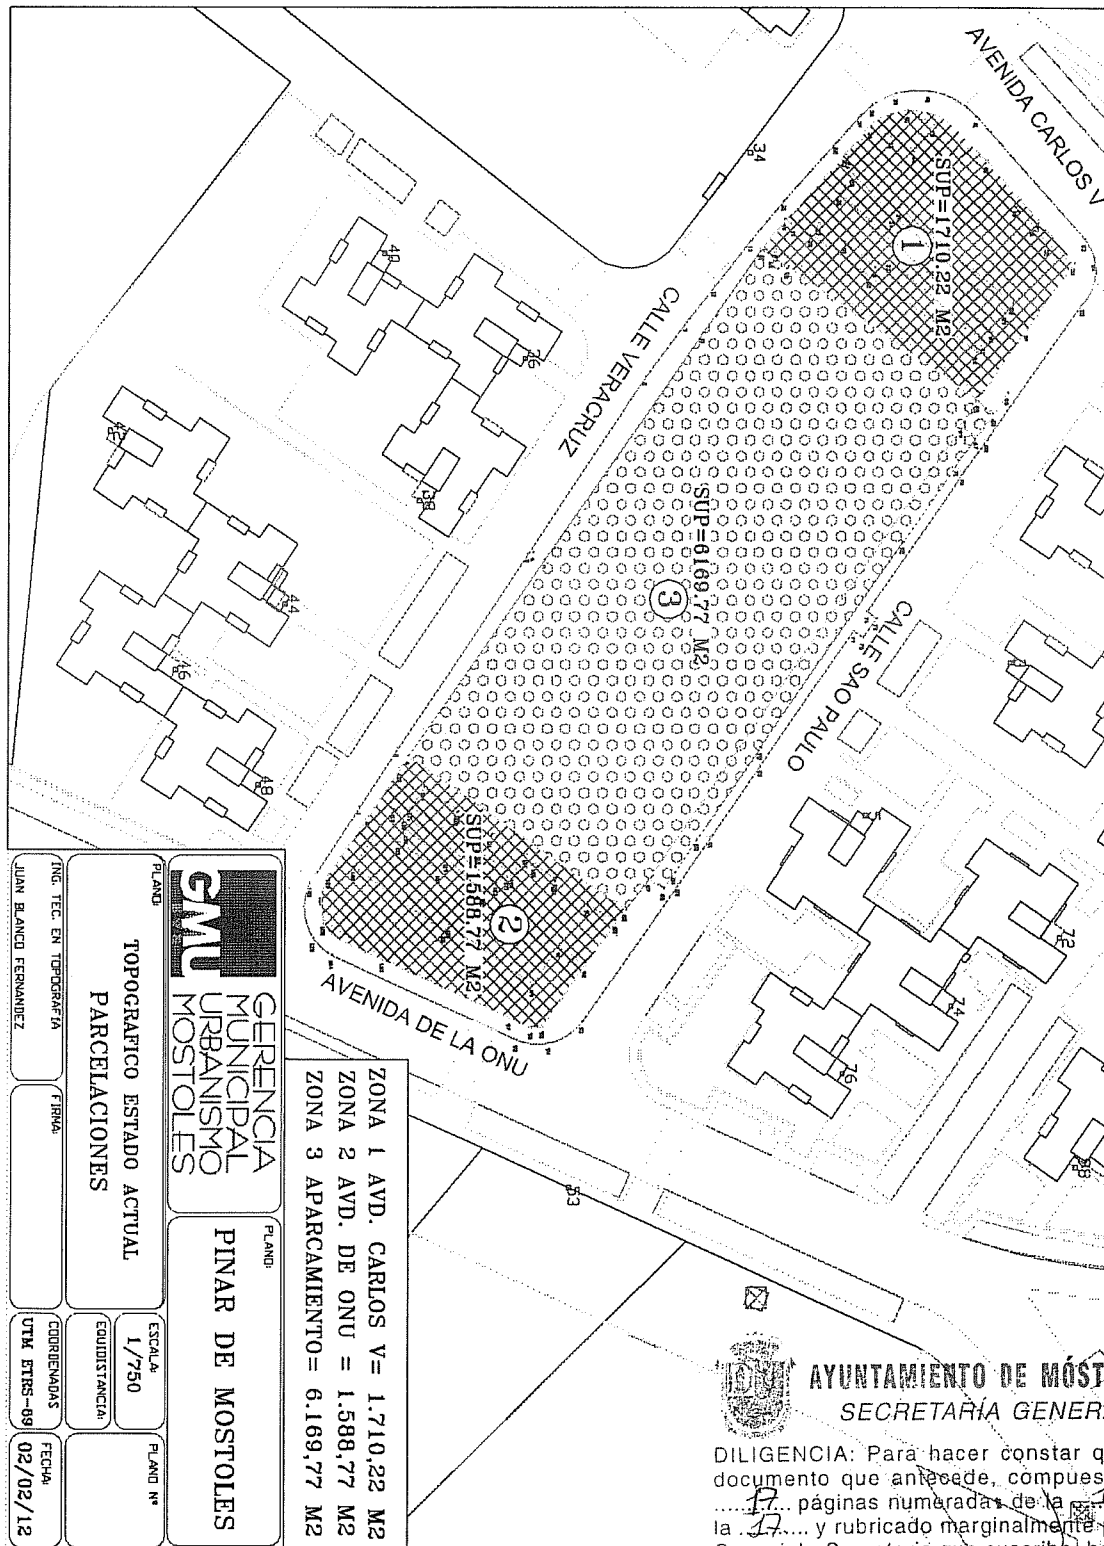 AVENIDA CARLOS V
SUP=1710.22 M2
1
34
CALLE VERACRUZ
40
36
38
42
44
46
48
SUP=6169.77 M2
3
CALLE SAO PAULO
72
74
76
SUP=1588.77 M2
2
AVENIDA DE LA ONU
53
ZONA 1 AVD. CARLOS V= 1.710,22 M2
ZONA 2 AVD. DE ONU = 1.588,77 M2
ZONA 3 APARCAMIENTO= 6.169,77 M2
GMU
GERENCIA
MUNICIPAL
URBANISMO
MOSTOLES
PLANO:
PINAR DE MOSTOLES
PLANO:
TOPOGRAFICO ESTADO ACTUAL
PARCELACIONES
ESCALA:
1/750
PLANO Nº
EQUIDISTANCIA:
ING. TEC. EN TOPOGRAFÍA
JUAN BLANCO FERNANDEZ
FIRMA:
COORDENADAS
UTM ETRS-89
FECHA:
02/02/12
AYUNTAMIENTO DE MÓST
SECRETARÍA GENER
DILIGENCIA: Para hacer constar q
documento que antecede, compues
17 páginas numeradas de la
la 17 y rubricado marginalmente